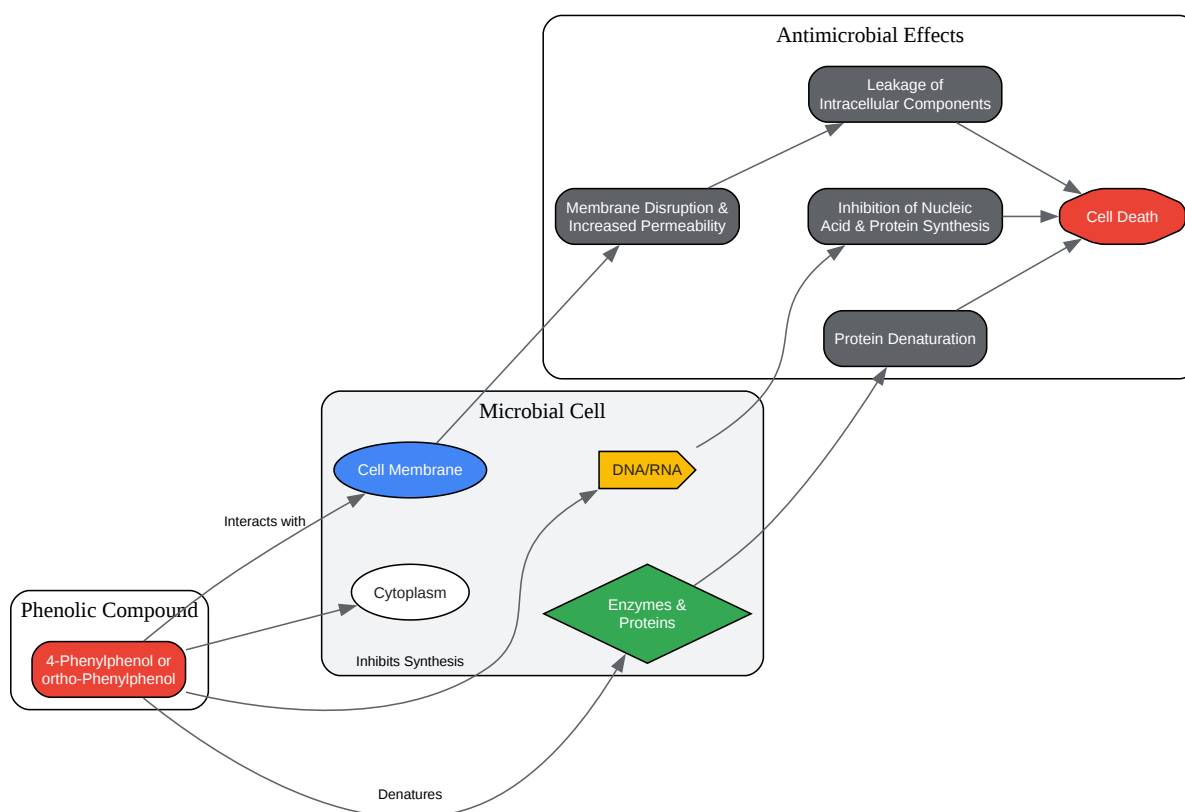 Antimicrobial Effects
Leakage of
Intracellular Components
Membrane Disruption &
Increased Permeability
Inhibition of Nucleic
Acid & Protein Synthesis
Cell Death
Protein Denaturation
Microbial Cell
Cell Membrane
DNA/RNA
Interacts with
Cytoplasm
Enzymes &
Proteins
Phenolic Compound
4-Phenylphenol or
ortho-Phenylphenol
Inhibits Synthesis
Denatures